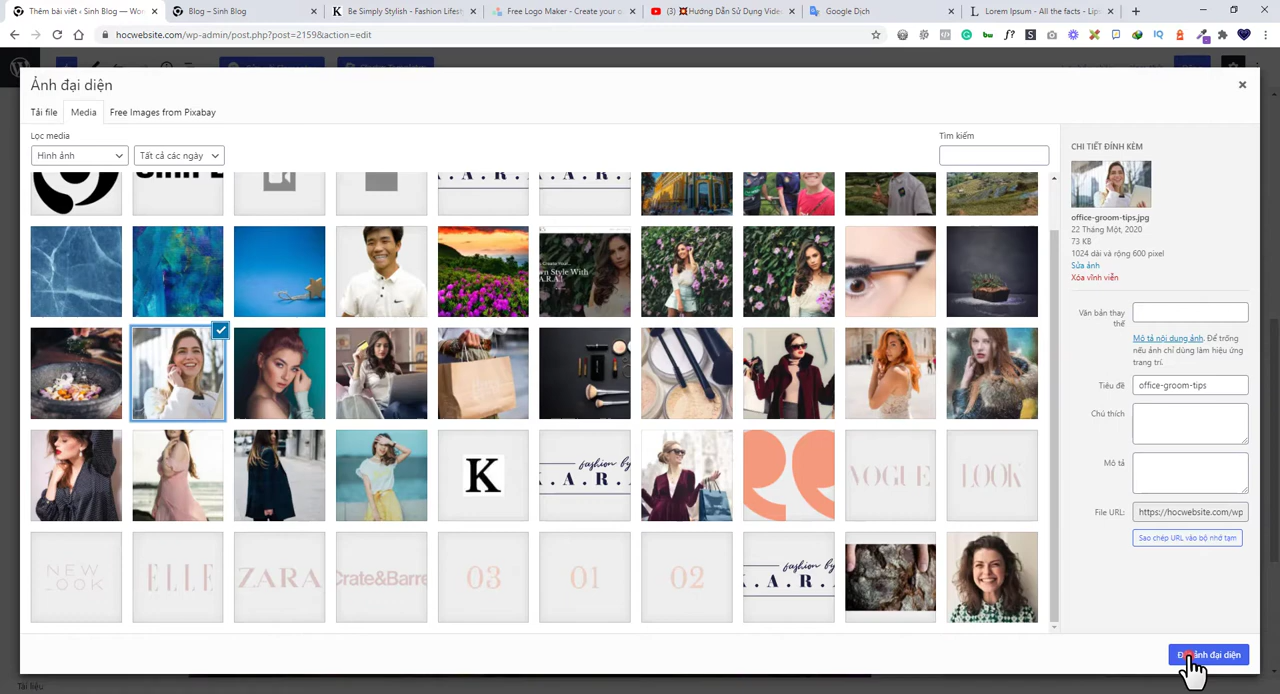 Thêm bài viết ‹ Sinh Blog — Wor
Blog – Sinh Blog
Be Simply Stylish - Fashion Lifest
Free Logo Maker - Create your o
(3) Hướng Dẫn Sử Dụng Video
Google Dịch
Lorem Ipsum - All the facts - Lip
hocwebsite.com/wp-admin/post.php?post=2159&action=edit
Ảnh đại diện
Tải file
Media
Free Images from Pixabay
Lọc media
Hình ảnh
Tất cả các ngày
Tìm kiếm
CHI TIẾT ĐÍNH KÈM
office-groom-tips.jpg
22 Tháng Một, 2020
73 KB
1024 dài và rộng 600 pixel
Sửa ảnh
Xóa vĩnh viễn
Văn bản thay
thế
Mô tả nội dung ảnh. Để trống
nếu ảnh chỉ dùng làm hiệu ứng
trang trí.
Tiêu đề
office-groom-tips
Chú thích
Mô tả
File URL:
https://hocwebsite.com/wp
Sao chép URL vào bộ nhớ tạm
K
fashion by
K.A.R.A.
VOGUE
LOOK
NEW
LOOK
ELLE
ZARA
Crate&Barre
03
01
02
fashion by
K.A.R.A.
ảnh đại diện
Tài liệu